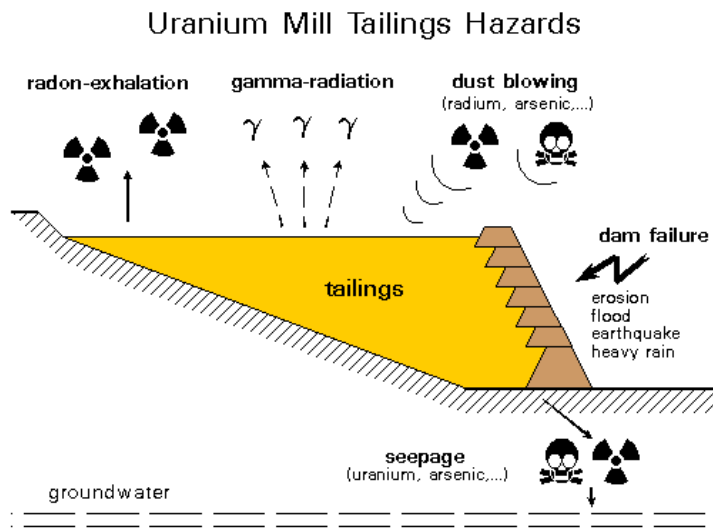 Uranium Mill Tailings Hazards
radon-exhalation
gamma-radiation
dust blowing
(radium, arsenic,...)
γ γ γ
dam failure
tailings
erosion
flood
earthquake
heavy rain
seepage
(uranium, arsenic,...)
groundwater